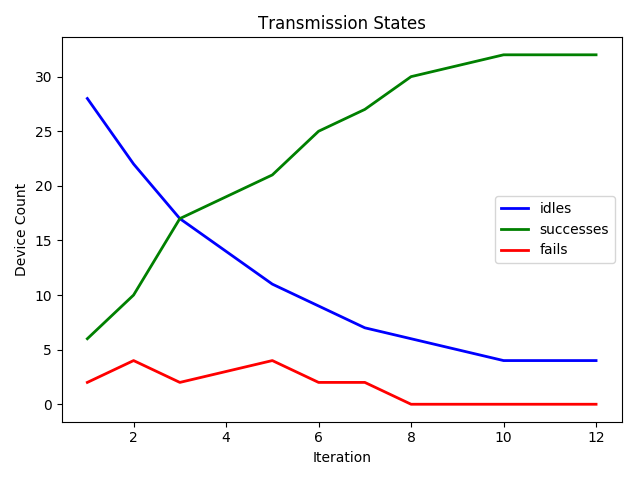 Transmission States
Device Count
30
25
20
15
10
5
0
idles
successes
fails
2 4 6 8 10 12
Iteration